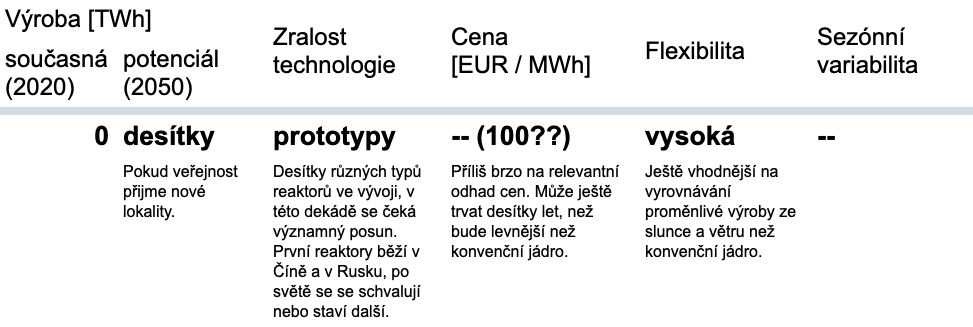 Výroba [TWh]
současná (2020)
potenciál (2050)
Zralost
technologie
Cena
[EUR / MWh]
Flexibilita
Sezónní
variabilita
0
desítky
Pokud veřejnost
přijme nové
lokality.
prototypy
Desítky různých typů
reaktorů ve vývoji, v
této dekádě se čeká
významný posun.
První reaktory běží v
Číně a v Rusku, po
světě se se schvalují
nebo staví další.
-- (100??)
Příliš brzo na relevantní
odhad cen. Může ještě
trvat desítky let, než
bude levnější než
konvenční jádro.
vysoká
Ještě vhodnější na
vyrovnávání
proměnlivé výroby ze
slunce a větru než
konvenční jádro.
--